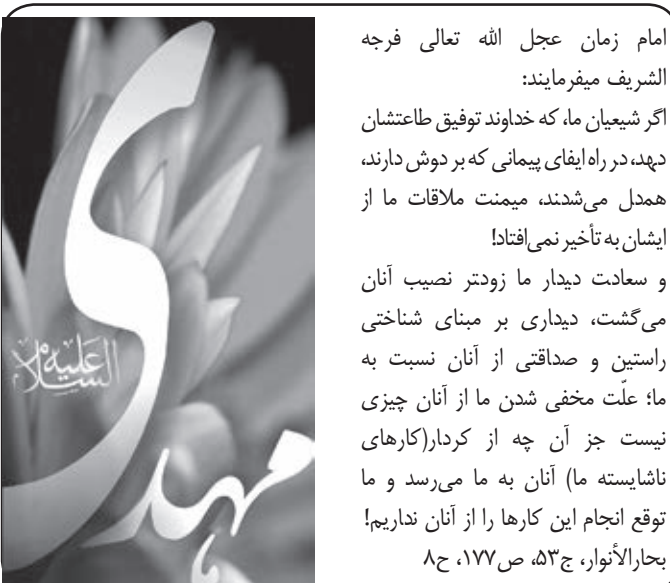 امام زمان عجل الله تعالی فرجه
الشریف میفرمایند:
اگر شیعیان ما، که خداوند توفیق طاعتشان
دهد، در راه ایفای پیمانی که بر دوش دارند،
همدل می‌شدند، میمنت ملاقات ما از
ایشان به تأخیر نمی‌افتاد!
و سعادت دیدار ما زودتر نصیب آنان
می‌گشت، دیداری بر مبنای شناختی
راستین و صداقتی از آنان نسبت به
ما؛ علّت مخفی شدن ما از آنان چیزی
نیست جز آن چه از کردار(کارهای
ناشایسته ما) آنان به ما می‌رسد و ما
توقع انجام این کارها را از آنان نداریم!
بحارالأنوار، ج۵۳، ص۱۷۷، ح۸
مهدی
علیه السلام